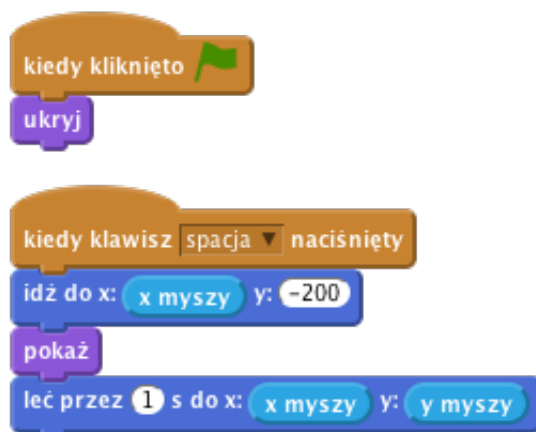 kiedy kliknięto
ukryj
kiedy klawisz spacja naciśnięty
idź do x: x myszy y: -200
pokaż
leć przez 1 s do x: x myszy y: y myszy